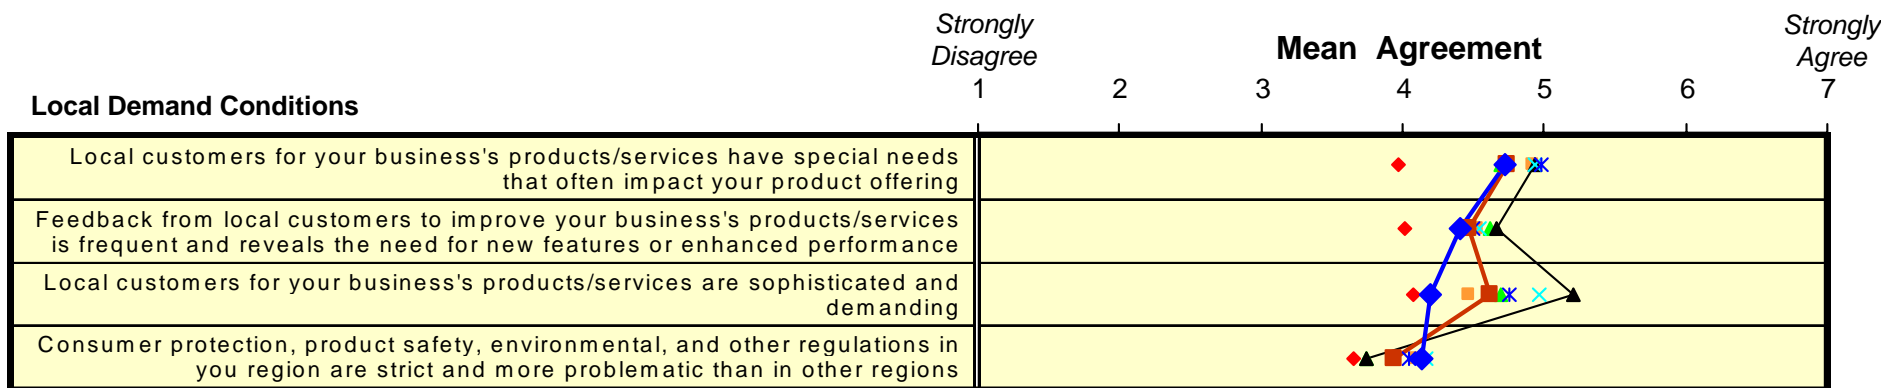 Strongly
Disagree
Mean Agreement
Strongly
Agree
1 2 3 4 5 6 7
Local Demand Conditions
Local customers for your business's products/services have special needs
that often impact your product offering
Feedback from local customers to improve your business's products/services
is frequent and reveals the need for new features or enhanced performance
Local customers for your business's products/services are sophisticated and
demanding
Consumer protection, product safety, environmental, and other regulations in
you region are strict and more problematic than in other regions